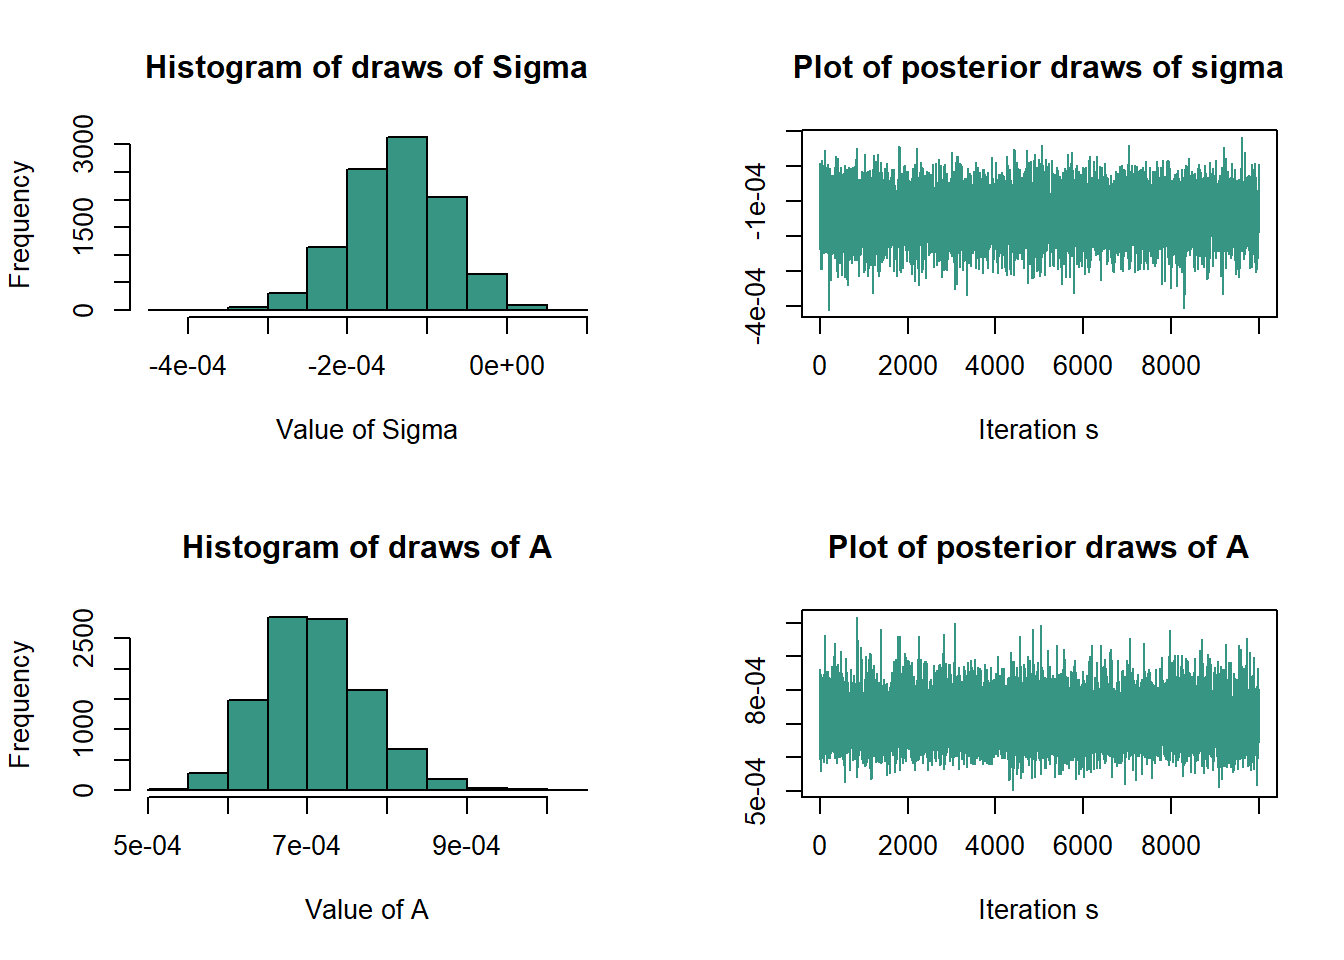 Histogram of draws of Sigma
Frequency
0 1500 3000
-4e-04 -2e-04 0e+00
Value of Sigma
Plot of posterior draws of sigma
-4e-04 -1e-04
0 2000 4000 6000 8000
Iteration s
Histogram of draws of A
Frequency
0 1000 2500
5e-04 7e-04 9e-04
Value of A
Plot of posterior draws of A
5e-04 8e-04
0 2000 4000 6000 8000
Iteration s